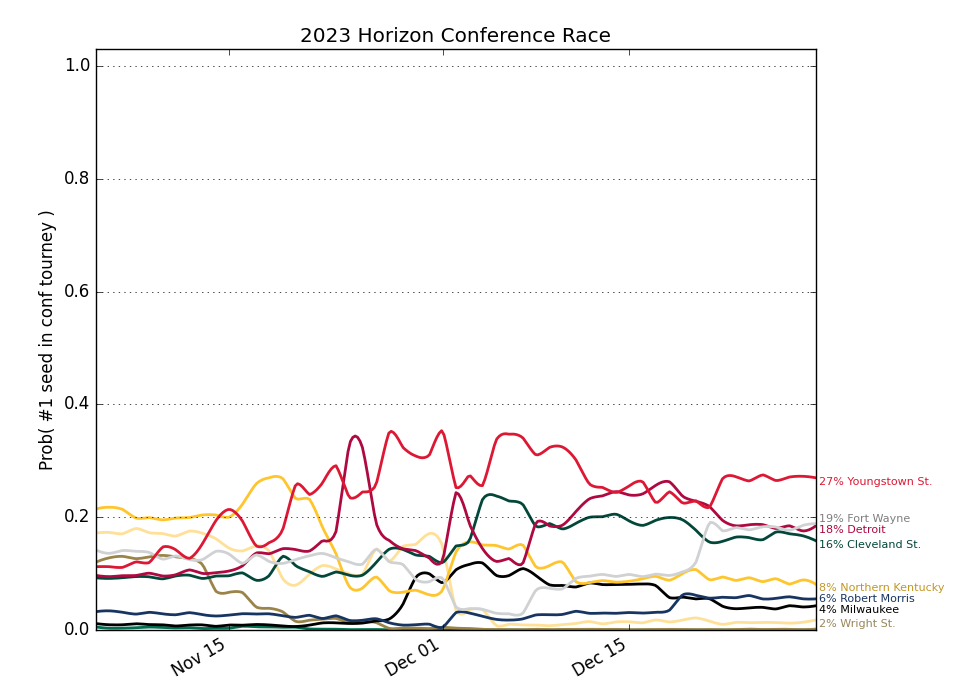 2023 Horizon Conference Race
Prob( #1 seed in conf tourney )
1.0
0.8
0.6
0.4
0.2
0.0
Nov 15
Dec 01
Dec 15
27% Youngstown St.
19% Fort Wayne
18% Detroit
16% Cleveland St.
8% Northern Kentucky
6% Robert Morris
4% Milwaukee
2% Wright St.